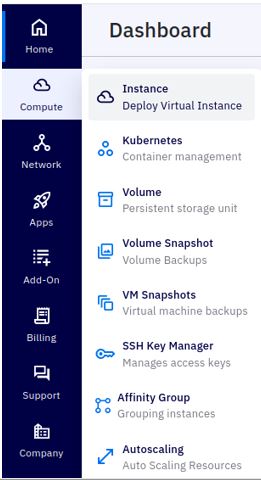 Dashboard
Home
Compute
Network
Apps
Add-On
Billing
Support
Company
Instance
Deploy Virtual Instance
Kubernetes
Container management
Volume
Persistent storage unit
Volume Snapshot
Volume Backups
VM Snapshots
Virtual machine backups
SSH Key Manager
Manages access keys
Affinity Group
Grouping instances
Autoscaling
Auto Scaling Resources